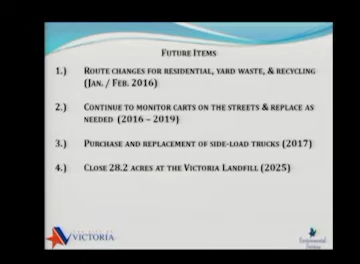 FUTURE ITEMS
1.) ROUTE CHANGES FOR RESIDENTIAL, YARD WASTE, & RECYCLING
(JAN. / FEB. 2016)
2.) CONTINUE TO MONITOR CARTS ON THE STREETS & REPLACE AS
NEEDED (2016 – 2019)
3.) PURCHASE AND REPLACEMENT OF SIDE-LOAD TRUCKS (2017)
4.) CLOSE 28.2 ACRES AT THE VICTORIA LANDFILL (2025)
VICTORIA
Environmental
Services